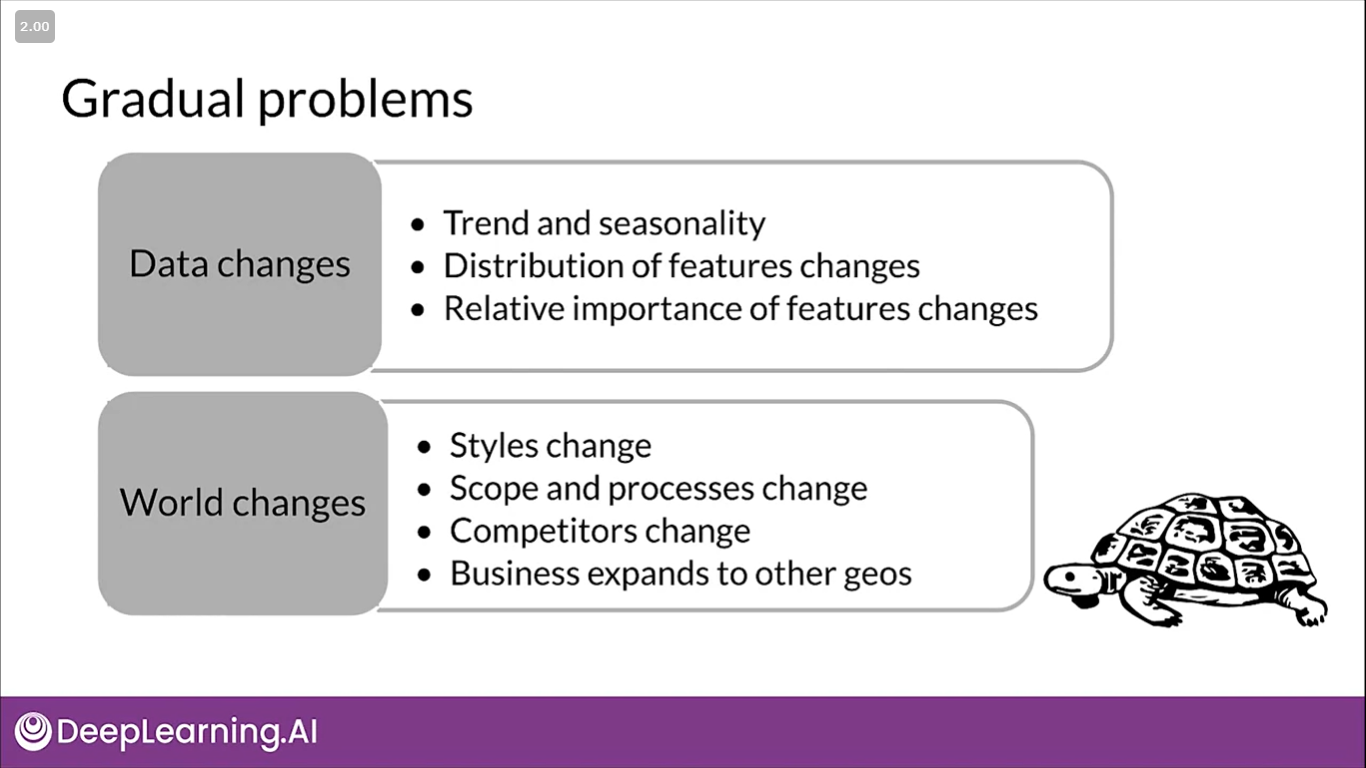 2.00
Gradual problems
Data changes
• Trend and seasonality
• Distribution of features changes
• Relative importance of features changes
World changes
• Styles change
• Scope and processes change
• Competitors change
• Business expands to other geos
DeepLearning.AI